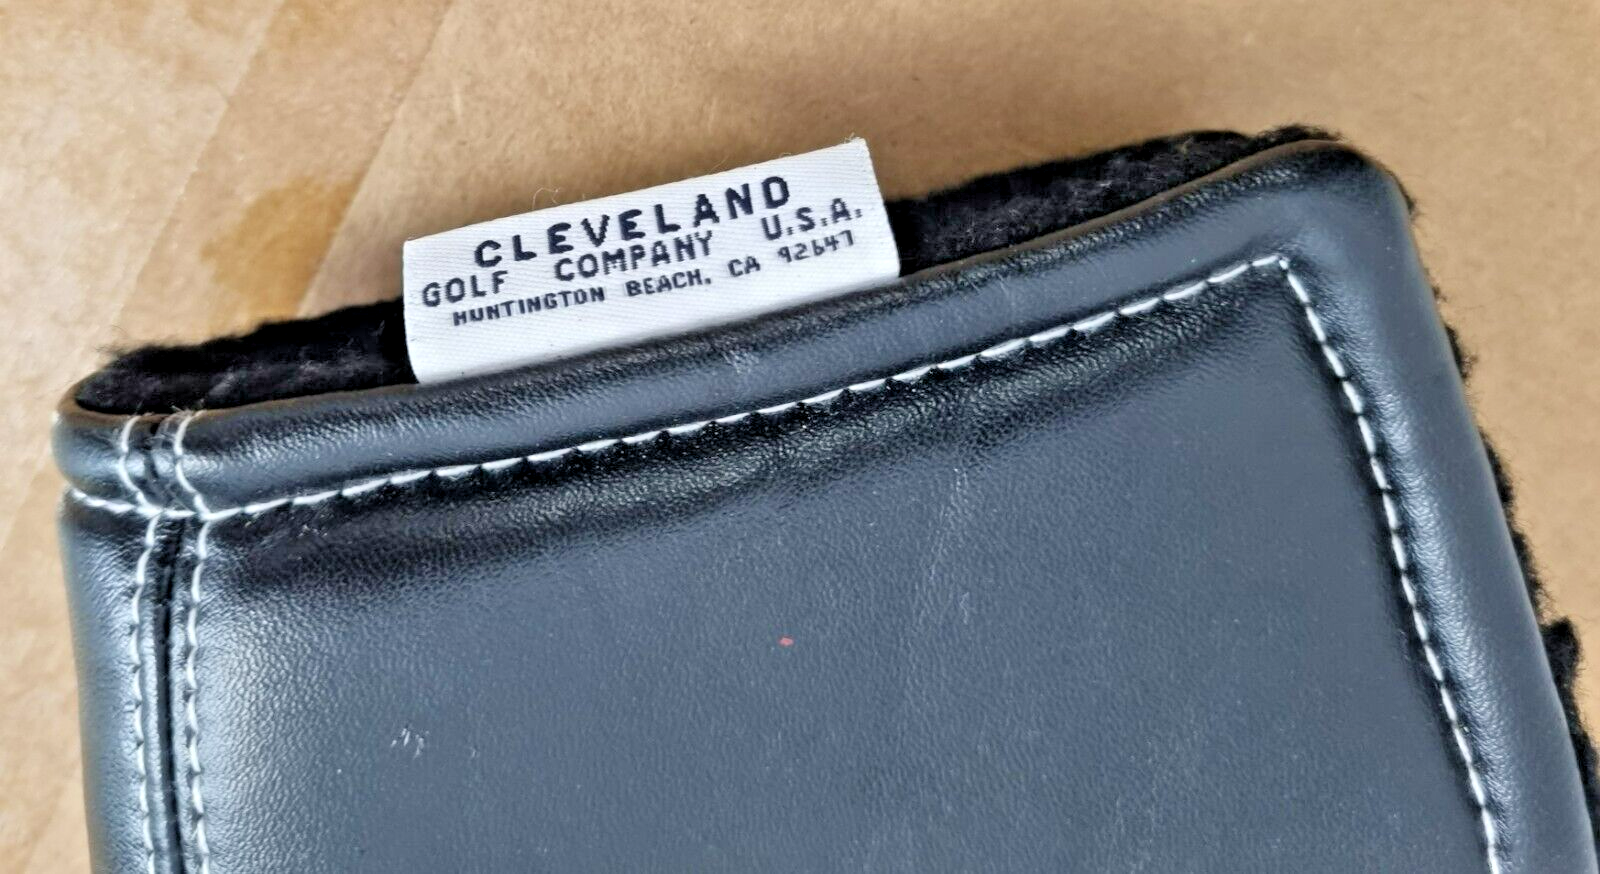 CLEVELAND
GOLF COMPANY U.S.A.
HUNTINGTON BEACH, CA 92647